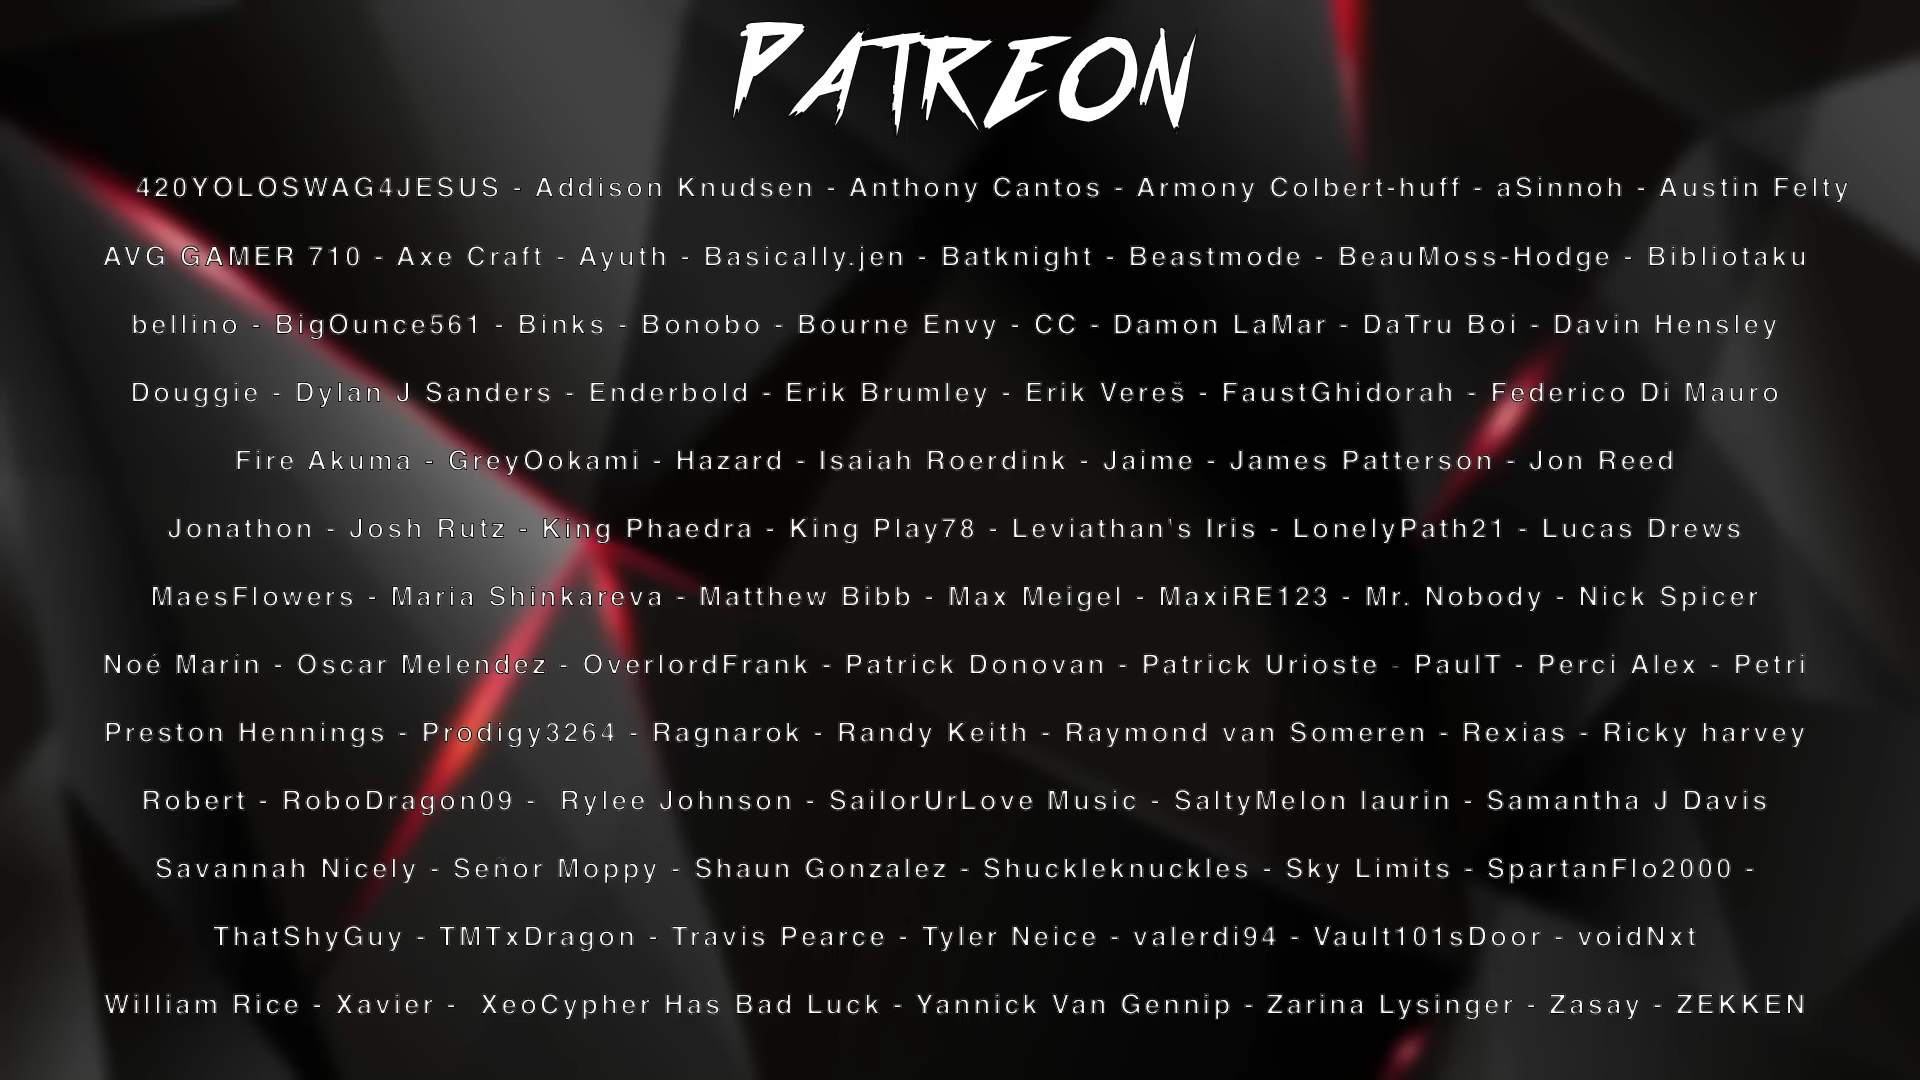 PATREON
420YOLOSWAG4JESUS - Addison Knudsen - Anthony Cantos - Armony Colbert-huff - aSinnoh - Austin Felty
AVG GAMER 710 - Axe Craft - Ayuth - Basically.jen - Batknight - Beastmode - BeauMoss-Hodge - Bibliotaku
bellino - BigOunce561 - Binks - Bonobo - Bourne Envy - CC - Damon LaMar - DaTru Boi - Davin Hensley
Douggie - Dylan J Sanders - Enderbold - Erik Brumley - Erik Vereš - FaustGhidorah - Federico Di Mauro
Fire Akuma - GreyOokami - Hazard - Isaiah Roerdink - Jaime - James Patterson - Jon Reed
Jonathon - Josh Rutz - King Phaedra - King Play78 - Leviathan's Iris - LonelyPath21 - Lucas Drews
MaesFlowers - Maria Shinkareva - Matthew Bibb - Max Meigel - MaxiRE123 - Mr. Nobody - Nick Spicer
Noé Marín - Oscar Melendez - OverlordFrank - Patrick Donovan - Patrick Urioste - PaulT - Perci Alex - Petri
Preston Hennings - Prodigy3264 - Ragnarok - Randy Keith - Raymond van Someren - Rexias - Ricky harvey
Robert - RoboDragon09 - Rylee Johnson - SailorUrLove Music - SaltyMelon laurin - Samantha J Davis
Savannah Nicely - Señor Moppy - Shaun Gonzalez - Shuckleknuckles - Sky Limits - SpartanFlo2000 -
ThatShyGuy - TMTxDragon - Travis Pearce - Tyler Neice - valerdi94 - Vault101sDoor - voidNxt
William Rice - Xavier - XeoCypher Has Bad Luck - Yannick Van Gennip - Zarina Lysinger - Zasay - ZEKKEN